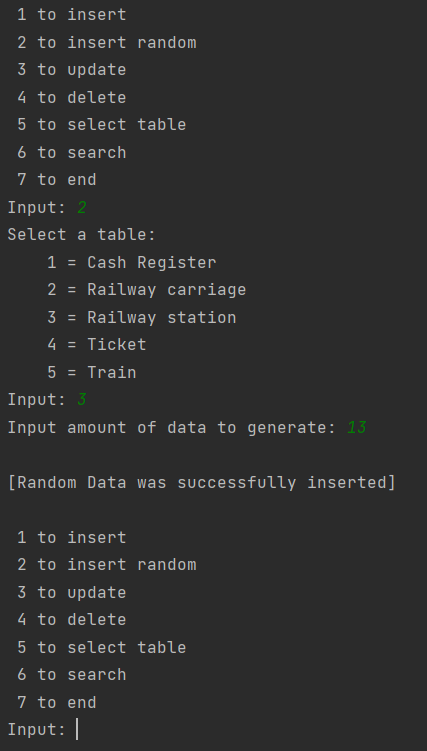 1 to insert
2 to insert random
3 to update
4 to delete
5 to select table
6 to search
7 to end
Input: 2
Select a table:
1 = Cash Register
2 = Railway carriage
3 = Railway station
4 = Ticket
5 = Train
Input: 3
Input amount of data to generate: 13
[Random Data was successfully inserted]
1 to insert
2 to insert random
3 to update
4 to delete
5 to select table
6 to search
7 to end
Input: